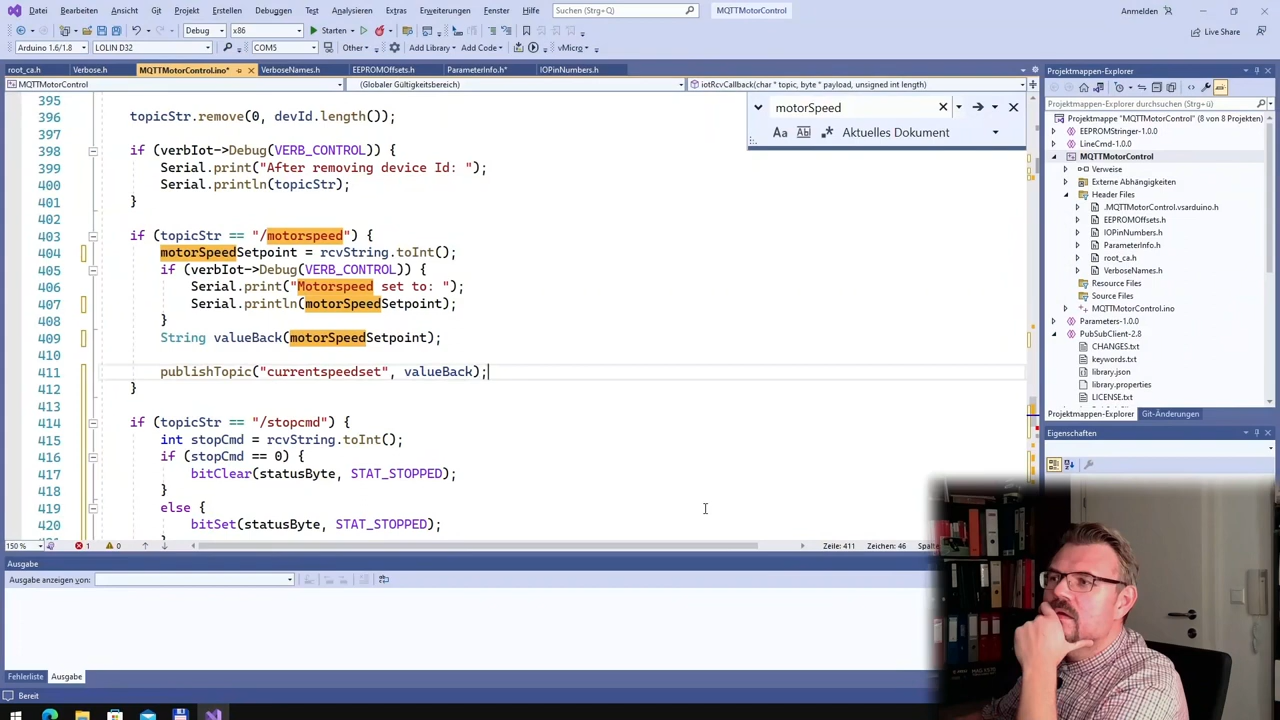 Datei Bearbeiten Ansicht Git Projekt Erstellen Debuggen Test Analysieren Extras Erweiterungen Fenster Hilfe Suchen (Strg+Q) MQTTMotorControl Anmelden
Debug x86 Starten Live Share
Arduino 1.6/1.8 LOLIN D32 COM5 Other Add Library Add Code vMicro
root_ca.h Verbose.h MQTTMotorControl.ino* VerboseNames.h EEPROMOffsets.h ParameterInfo.h* IOPinNumbers.h
MQTTMotorControl (Globaler Gültigkeitsbereich) iotRcvCallback(char * topic, byte * payload, unsigned int length)
motorSpeed
Aa Ab Aktuelles Dokument
395
396 topicStr.remove(0, devId.length());
397
398 if (verbIot->Debug(VERB_CONTROL)) {
399 Serial.print("After removing device Id: ");
400 Serial.println(topicStr);
401 }
402
403 if (topicStr == "/motorspeed") {
404 motorSpeedSetpoint = rcvString.toInt();
405 if (verbIot->Debug(VERB_CONTROL)) {
406 Serial.print("Motorspeed set to: ");
407 Serial.println(motorSpeedSetpoint);
408 }
409 String valueBack(motorSpeedSetpoint);
410
411 publishTopic("currentspeedset", valueBack);
412 }
413
414 if (topicStr == "/stopcmd") {
415 int stopCmd = rcvString.toInt();
416 if (stopCmd == 0) {
417 bitClear(statusByte, STAT_STOPPED);
418 }
419 else {
420 bitSet(statusByte, STAT_STOPPED);
150 % 1 0 Zeile: 411 Zeichen: 46
Ausgabe
Ausgabe anzeigen von:
Fehlerliste Ausgabe
Bereit
Projektmappen-Explorer
Projektmappen-Explorer durchsuchen (Strg+ü)
Projektmappe "MQTTMotorControl" (8 von 8 Projekten)
EEPROMStringer-1.0.0
LineCmd-1.0.0
MQTTMotorControl
Verweise
Externe Abhängigkeiten
Header Files
.MQTTMotorControl.vsarduino.h
EEPROMOffsets.h
IOPinNumbers.h
ParameterInfo.h
root_ca.h
VerboseNames.h
Resource Files
Source Files
MQTTMotorControl.ino
Parameters-1.0.0
PubSubClient-2.8
CHANGES.txt
keywords.txt
library.json
library.properties
LICENSE.txt
Projektmappen-Explorer Git-Änderungen
Eigenschaften